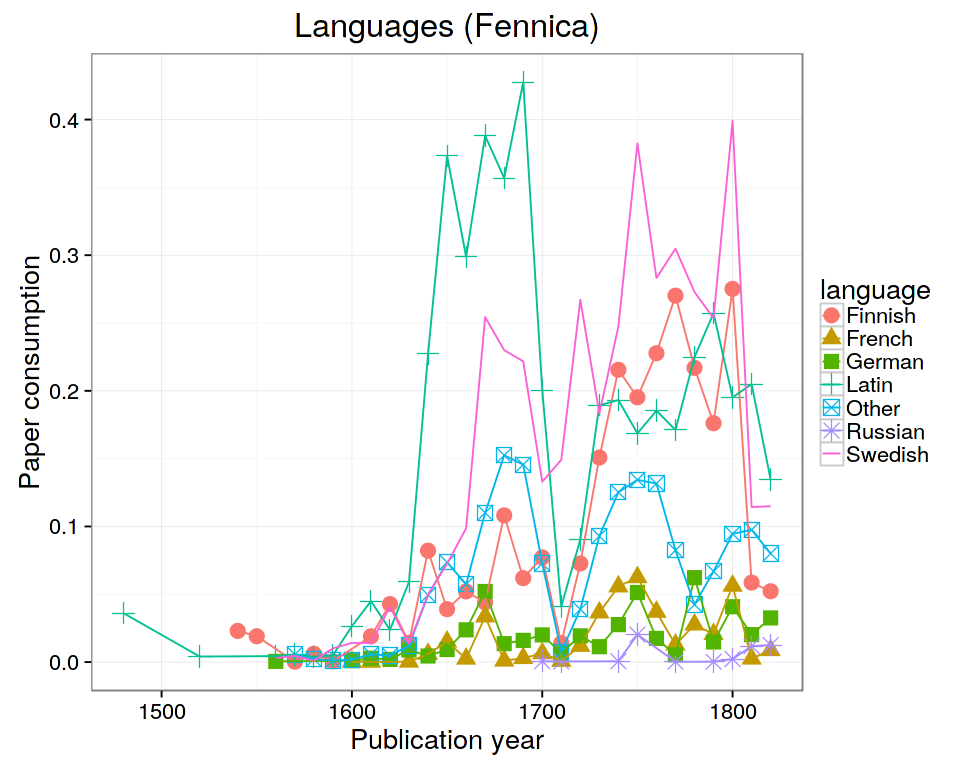 Languages (Fennica)
Paper consumption
0.4
0.3
0.2
0.1
0.0
1500
1600
1700
1800
Publication year
language
Finnish
French
German
Latin
Other
Russian
Swedish